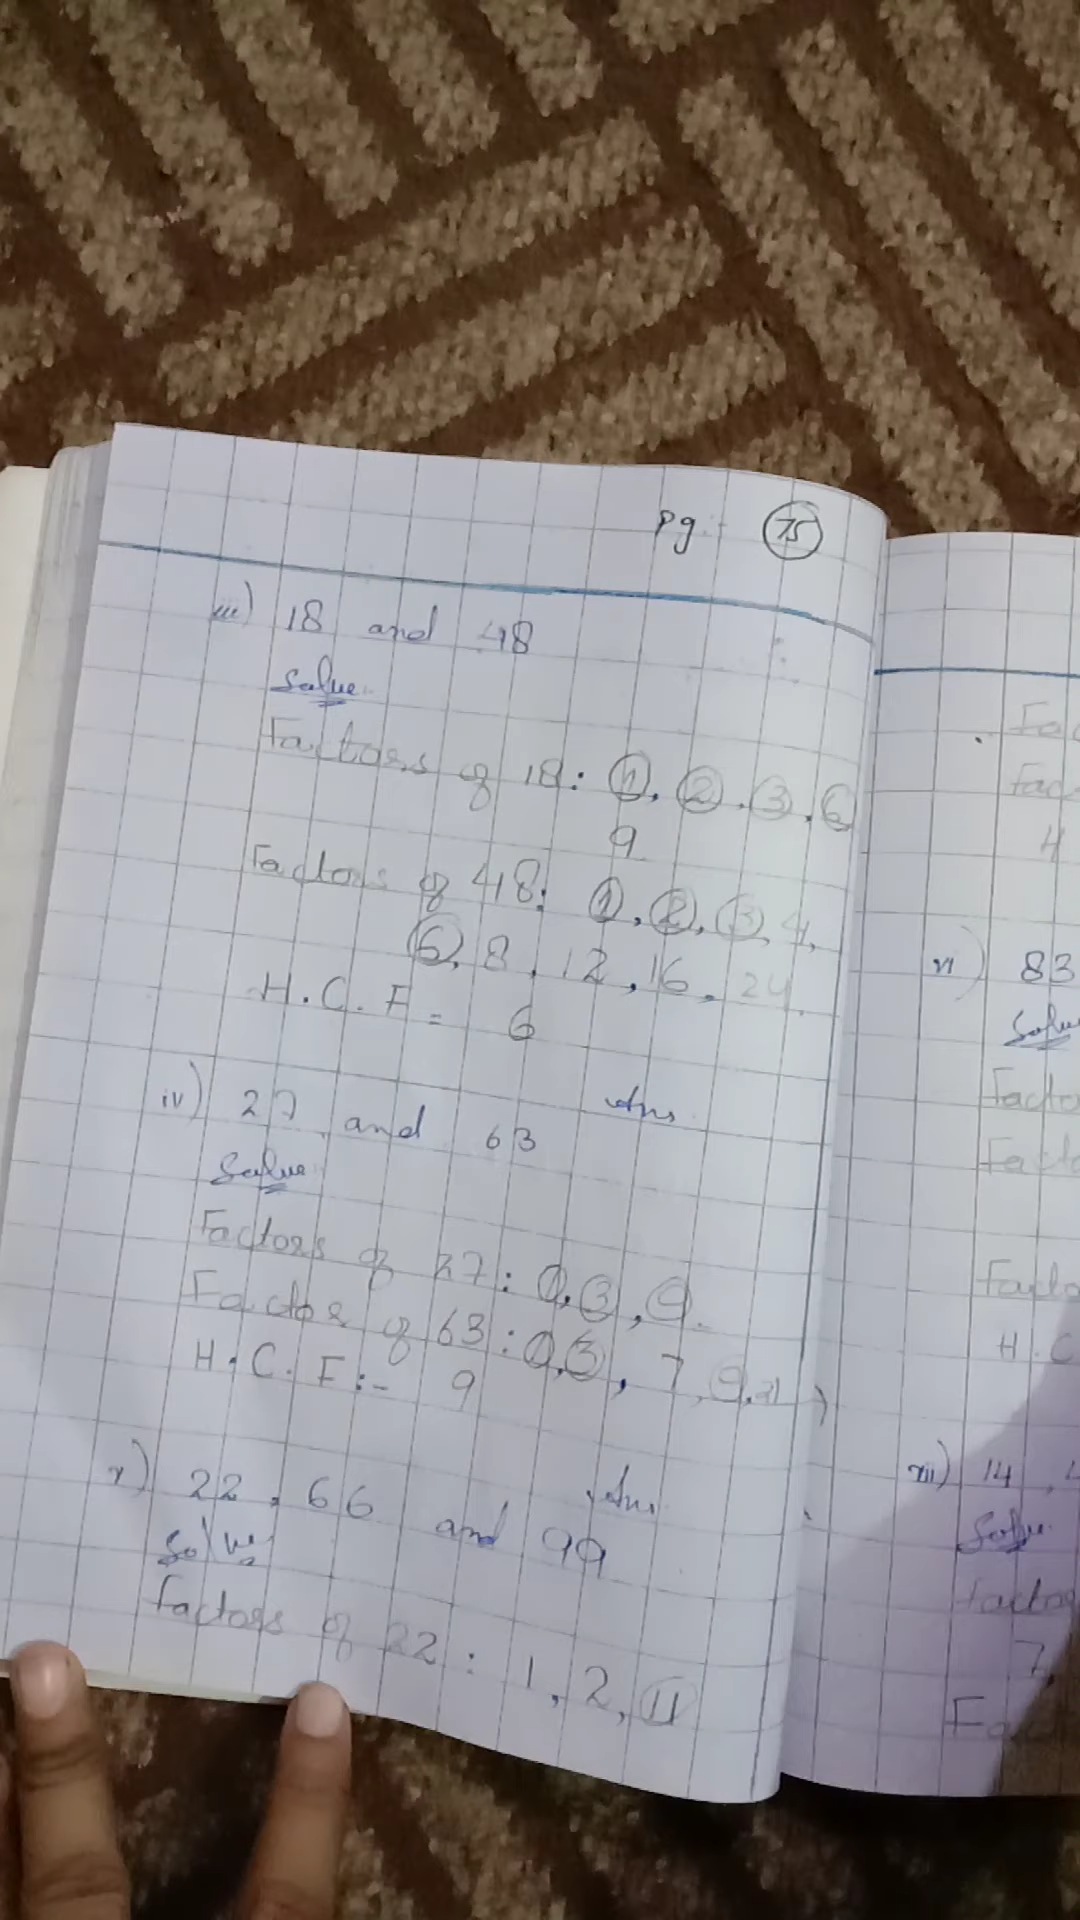 Pg :- 75
iii) 18 and 48
Solve
Factors of 18: 1, 2, 3, 6
9
Factors of 48: 1, 2, 3, 4,
6, 8, 12, 16, 24.
H.C.F = 6
Ans
iv) 27 and 63
Solve
Factors of 27: 1, 3, 9.
Factors of 63: 1, 3, 7, 9, 21
H.C.F:- 9
Ans
v) 22, 66 and 99
Solve
Factors of 22: 1, 2, 11
4
vi) 83
Solve
H.C
14
Solve
7